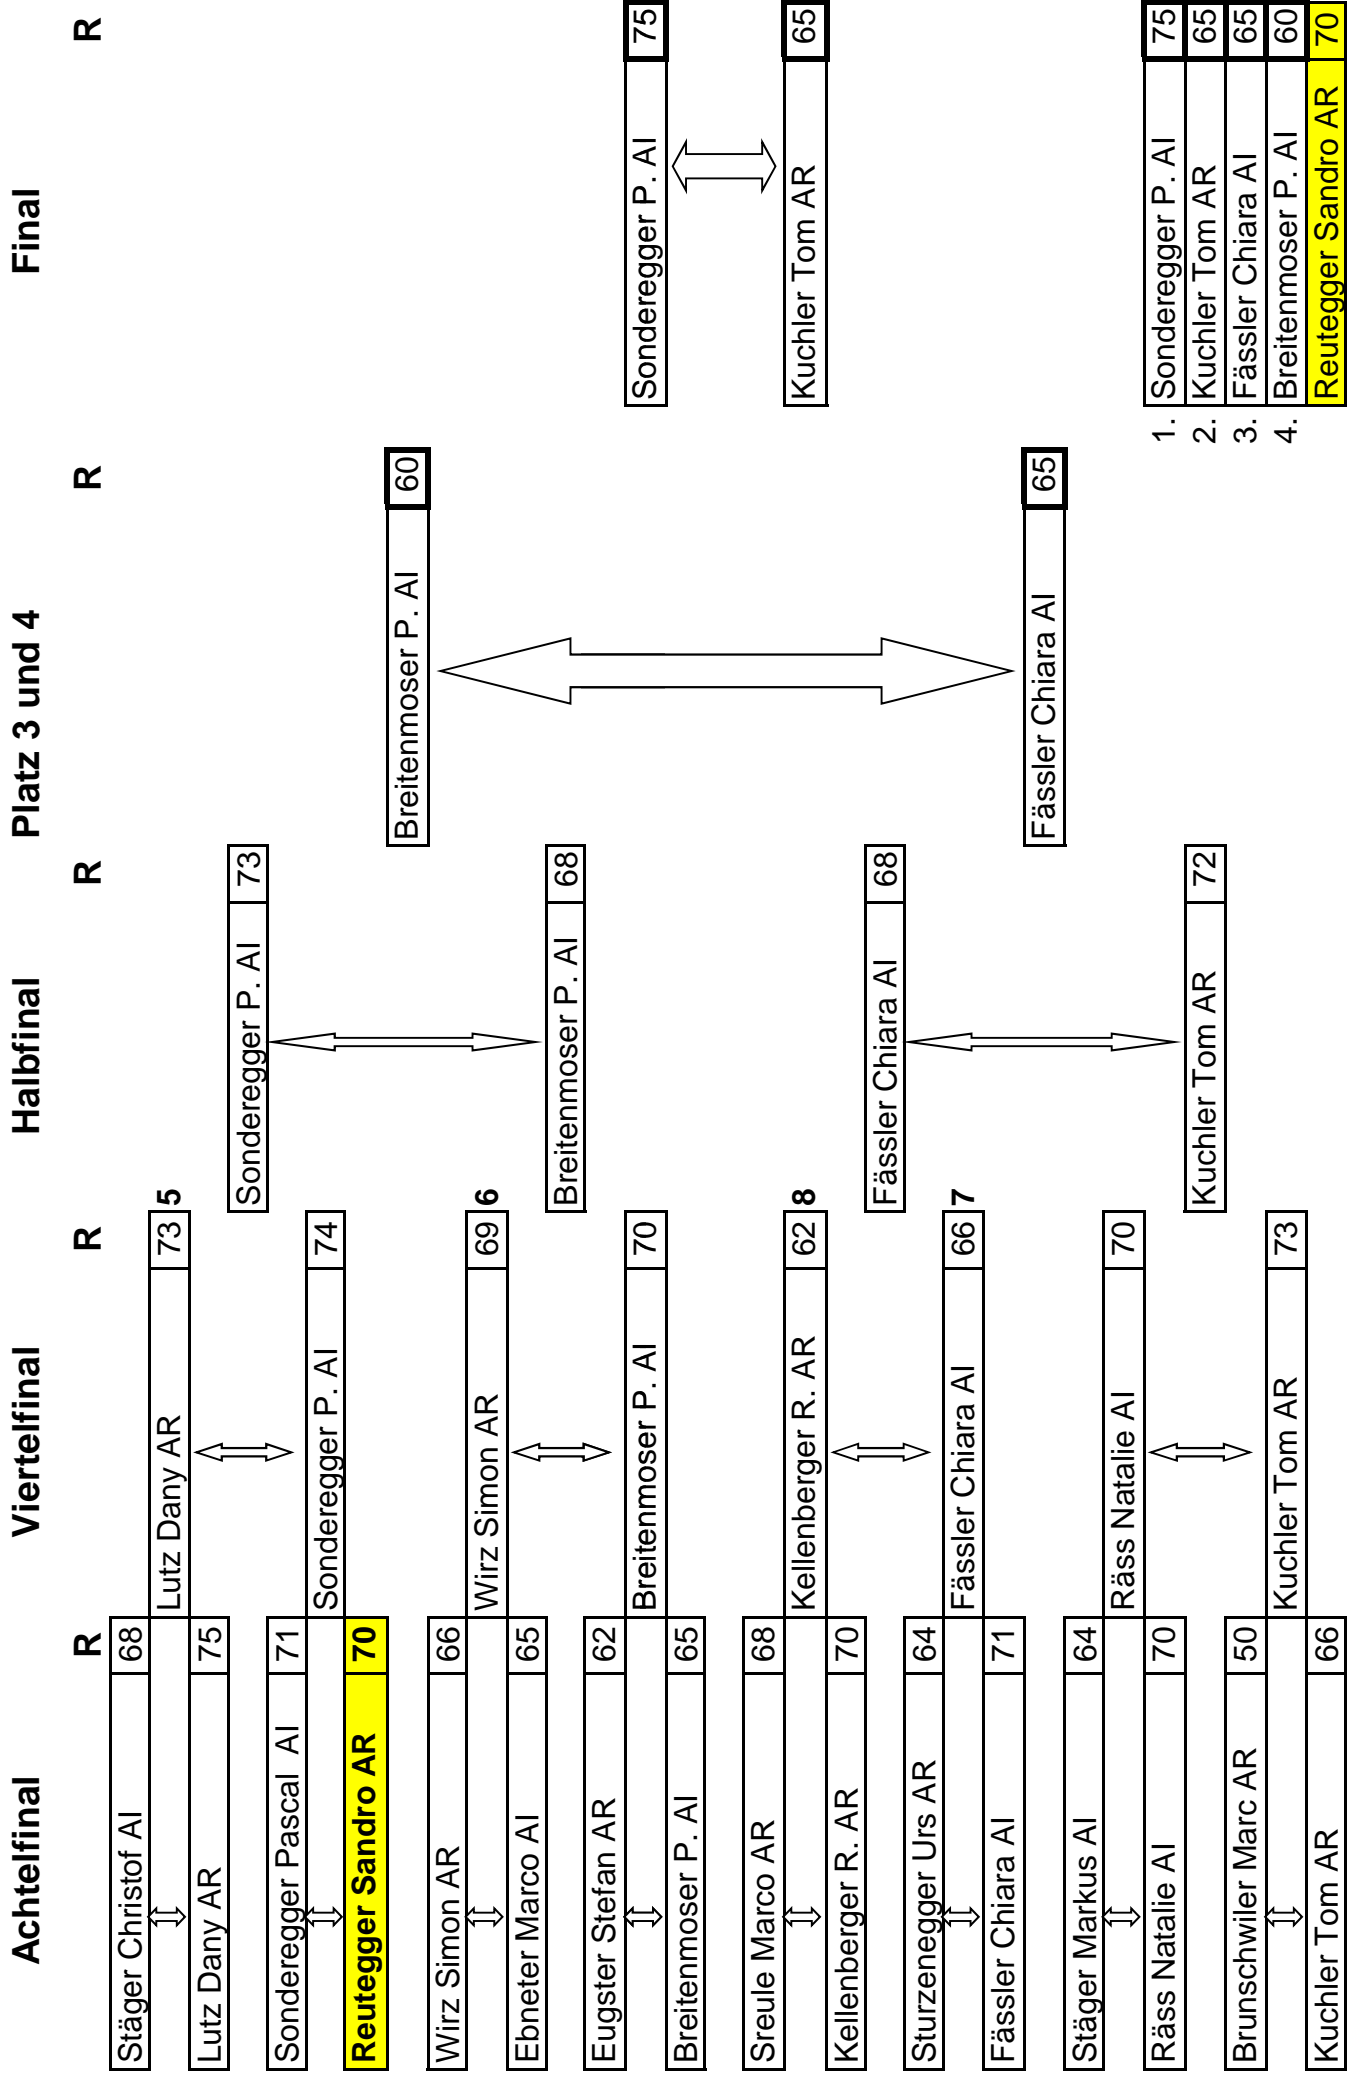 Achtelfinal
R
Viertelfinal
R
Halbfinal
R
Platz 3 und 4
R
Final
R
Stäger Christof AI 68
Lutz Dany AR 75
Sonderegger Pascal AI 71
Reutegger Sandro AR 70
Wirz Simon AR 66
Ebneter Marco AI 65
Eugster Stefan AR 62
Breitenmoser P. AI 65
Sreule Marco AR 68
Kellenberger R. AR 70
Sturzenegger Urs AR 64
Fässler Chiara AI 71
Stäger Markus AI 64
Räss Natalie AI 70
Brunschwiler Marc AR 50
Kuchler Tom AR 66
Lutz Dany AR 73 5
Sonderegger P. AI 74
Wirz Simon AR 69 6
Breitenmoser P. AI 70
Kellenberger R. AR 62 8
Fässler Chiara AI 66 7
Räss Natalie AI 70
Kuchler Tom AR 73
Sonderegger P. AI 73
Breitenmoser P. AI 68
Fässler Chiara AI 68
Kuchler Tom AR 72
Breitenmoser P. AI 60
Fässler Chiara AI 65
Sonderegger P. AI 75
Kuchler Tom AR 65
1. Sonderegger P. AI 75
2. Kuchler Tom AR 65
3. Fässler Chiara AI 65
4. Breitenmoser P. AI 60
Reutegger Sandro AR 70